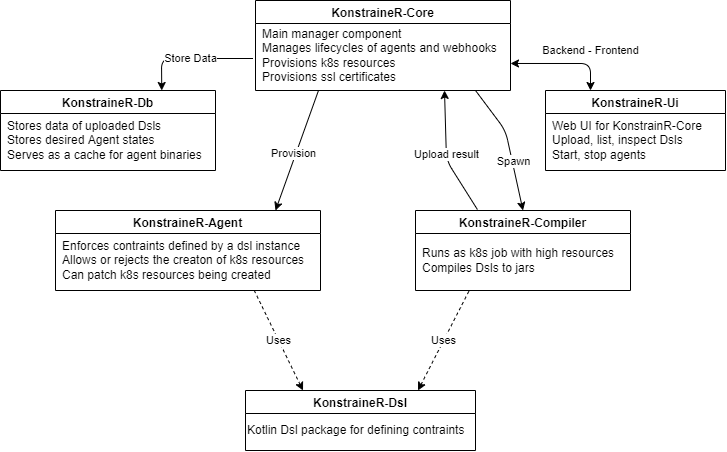 KonstraineR-Core
Main manager component
Manages lifecycles of agents and webhooks
Provisions k8s resources
Provisions ssl certificates
Store Data
Backend - Frontend
KonstraineR-Db
Stores data of uploaded Dsls
Stores desired Agent states
Serves as a cache for agent binaries
KonstraineR-Ui
Web UI for KonstrainR-Core
Upload, list, inspect Dsls
Start, stop agents
Provision
Upload result
Spawn
KonstraineR-Agent
Enforces contraints defined by a dsl instance
Allows or rejects the creaton of k8s resources
Can patch k8s resources being created
KonstraineR-Compiler
Runs as k8s job with high resources
Compiles Dsls to jars
Uses
Uses
KonstraineR-Dsl
Kotlin Dsl package for defining contraints